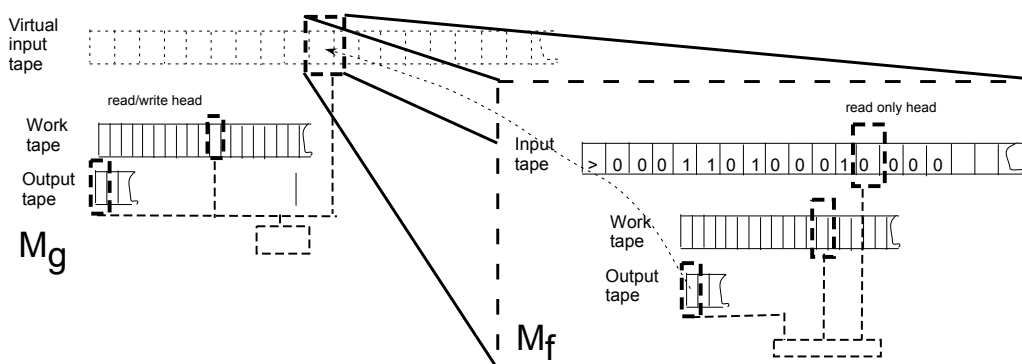 Virtual
input
tape
read/write head
Work
tape
Output
tape
Mg
read only head
Input
tape
> 0 0 0 1 1 0 1 0 0 0 1 0 0 0 0
Work
tape
Output
tape
Mf